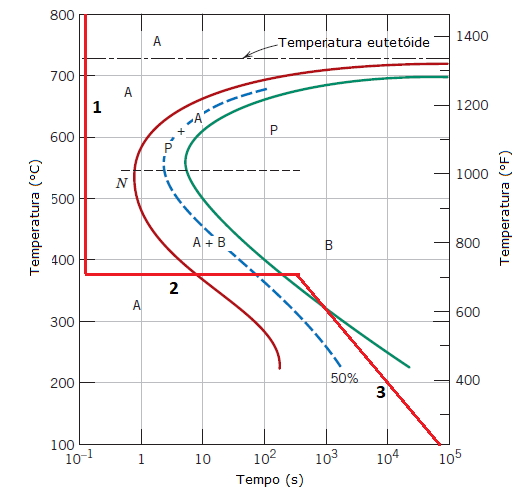 800
700
600
500
400
300
200
100
Temperatura (°C)
1400
1200
1000
800
600
400
Temperatura (°F)
A
Temperatura eutetóide
A
1
A
+
P
P
N
A + B
B
2
A
50%
3
10⁻¹ 1 10 10² 10³ 10⁴ 10⁵
Tempo (s)